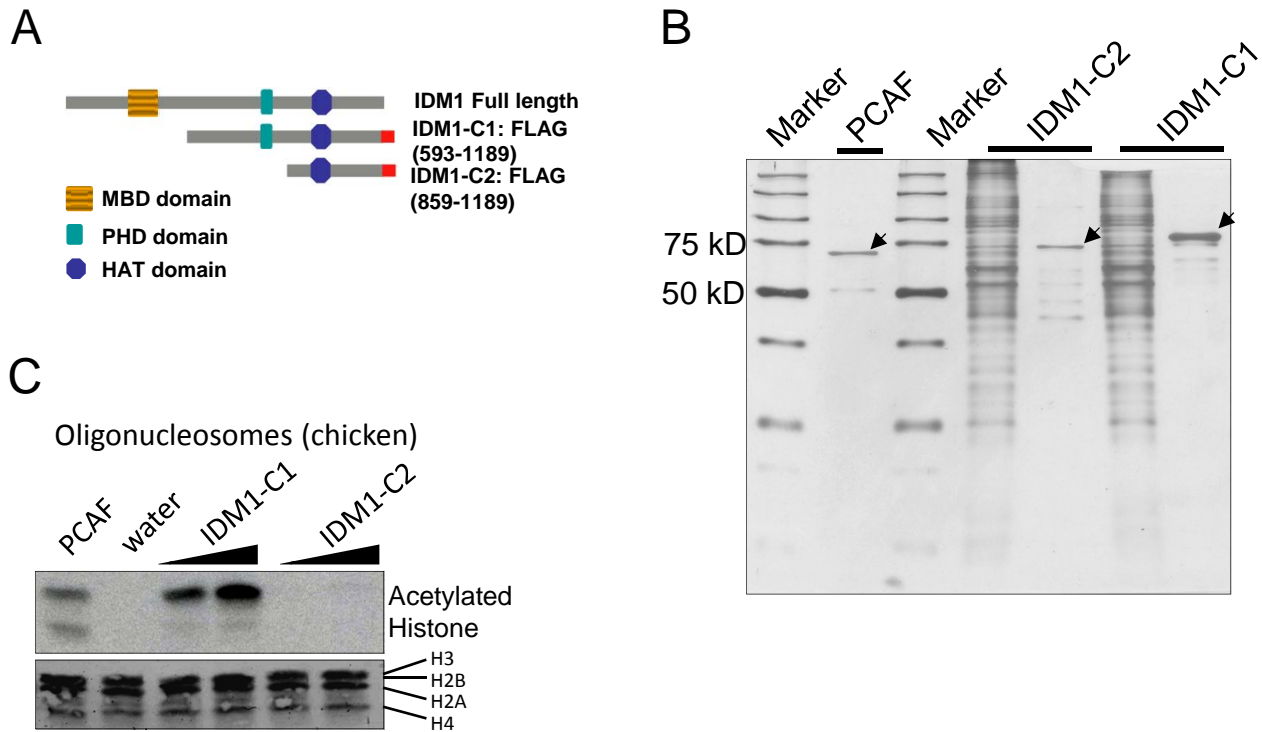 A
IDM1 Full length
IDM1-C1: FLAG
(593-1189)
IDM1-C2: FLAG
(859-1189)
MBD domain
PHD domain
HAT domain
B
Marker
PCAF
Marker
IDM1-C2
IDM1-C1
75 kD
50 kD
C
Oligonucleosomes (chicken)
PCAF
water
IDM1-C1
IDM1-C2
Acetylated
Histone
H3
H2B
H2A
H4